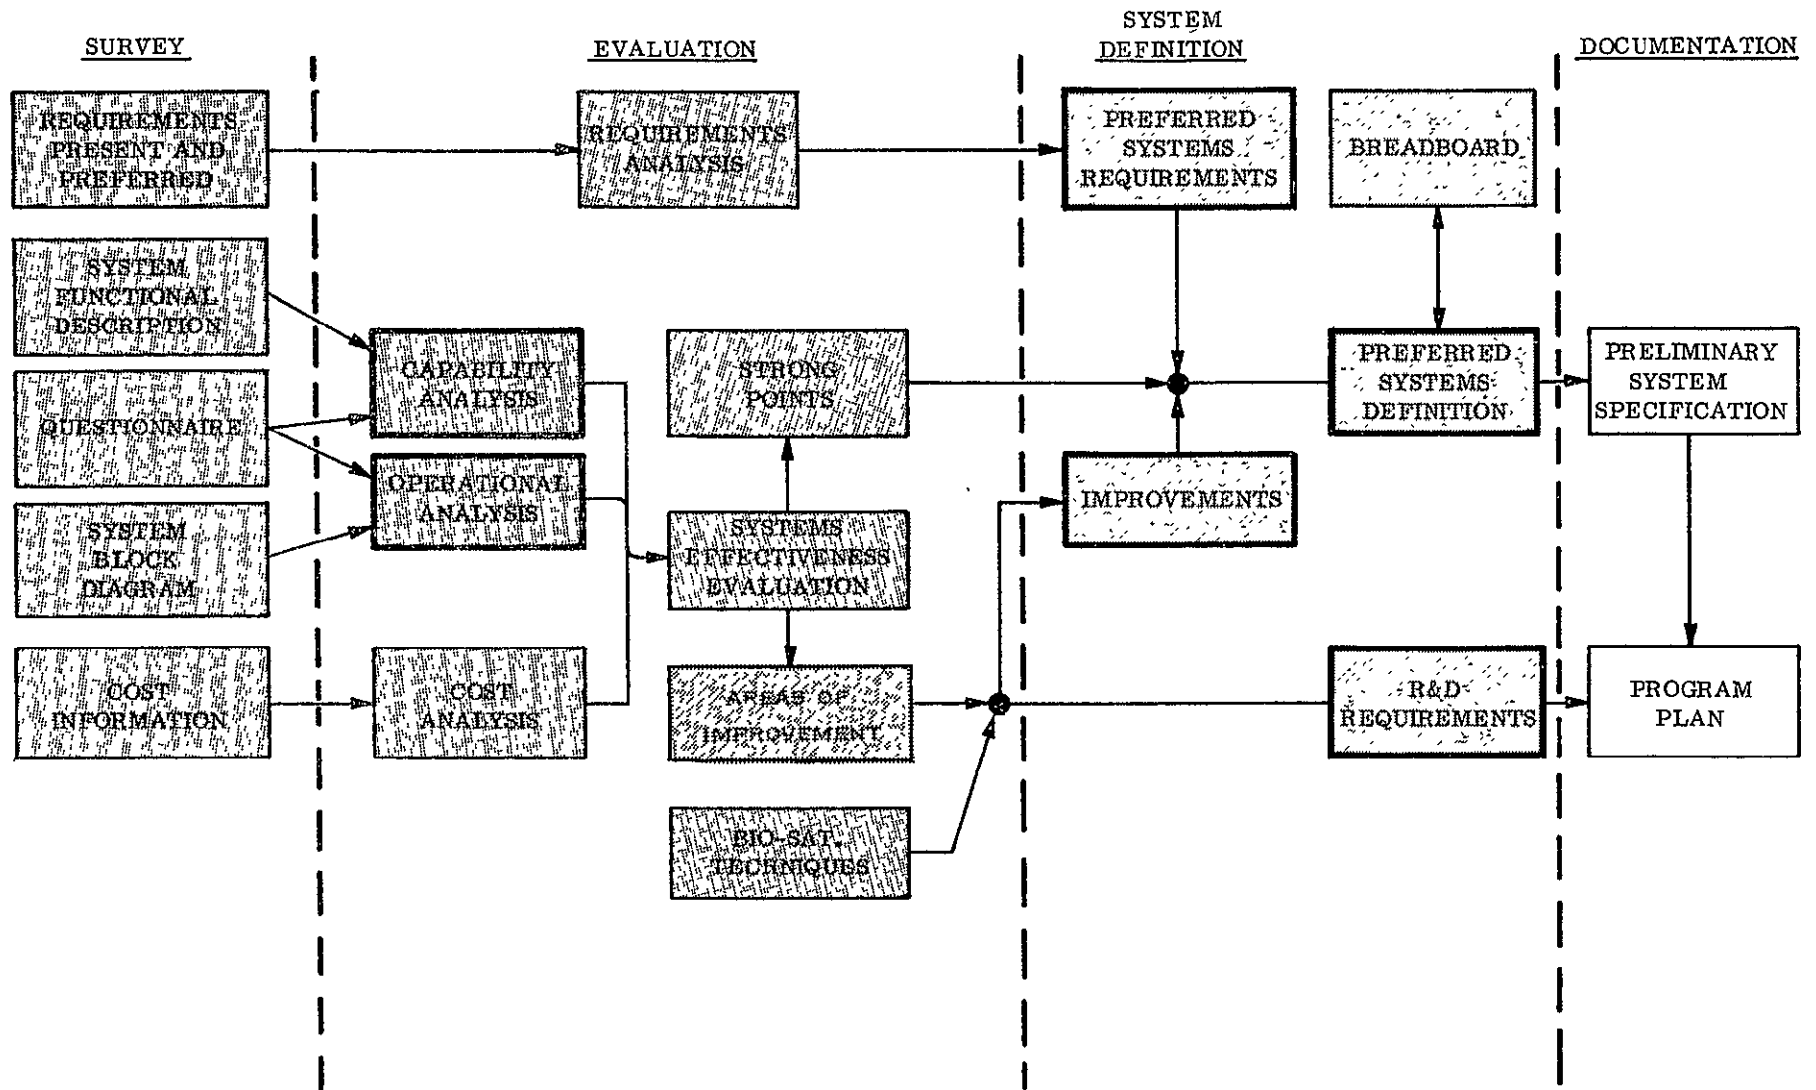 SURVEY
EVALUATION
SYSTEM
DEFINITION
DOCUMENTATION
REQUIREMENTS
PRESENT AND
PREFERRED
REQUIREMENTS
ANALYSIS
PREFERRED
SYSTEMS
REQUIREMENTS
BREADBOARD
SYSTEM
FUNCTIONAL
DESCRIPTION
CAPABILITY
ANALYSIS
STRONG
POINTS
PREFERRED
SYSTEMS
DEFINITION
PRELIMINARY
SYSTEM
SPECIFICATION
QUESTIONNAIRE
OPERATIONAL
ANALYSIS
IMPROVEMENTS
SYSTEM
BLOCK
DIAGRAM
SYSTEMS
EFFECTIVENESS
EVALUATION
COST
INFORMATION
COST
ANALYSIS
AREAS OF
IMPROVEMENT
R&D
REQUIREMENTS
PROGRAM
PLAN
BIO-SAT.
TECHNIQUES